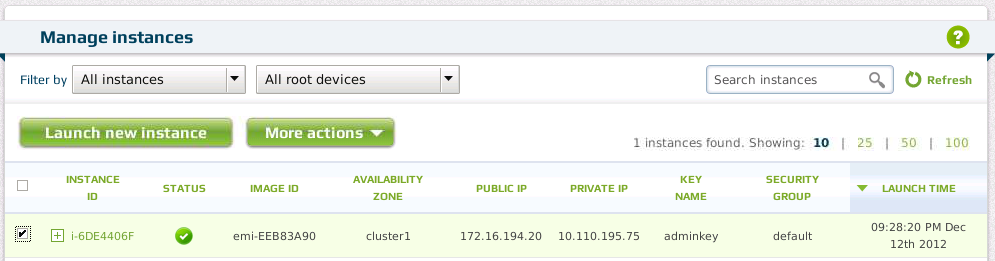 Manage instances
?
Filter by All instances All root devices Search instances Refresh
Launch new instance More actions
1 instances found. Showing: 10 | 25 | 50 | 100
INSTANCE ID STATUS IMAGE ID AVAILABILITY ZONE PUBLIC IP PRIVATE IP KEY NAME SECURITY GROUP LAUNCH TIME
i-6DE4406F emi-EEB83A90 cluster1 172.16.194.20 10.110.195.75 adminkey default 09:28:20 PM Dec
12th 2012